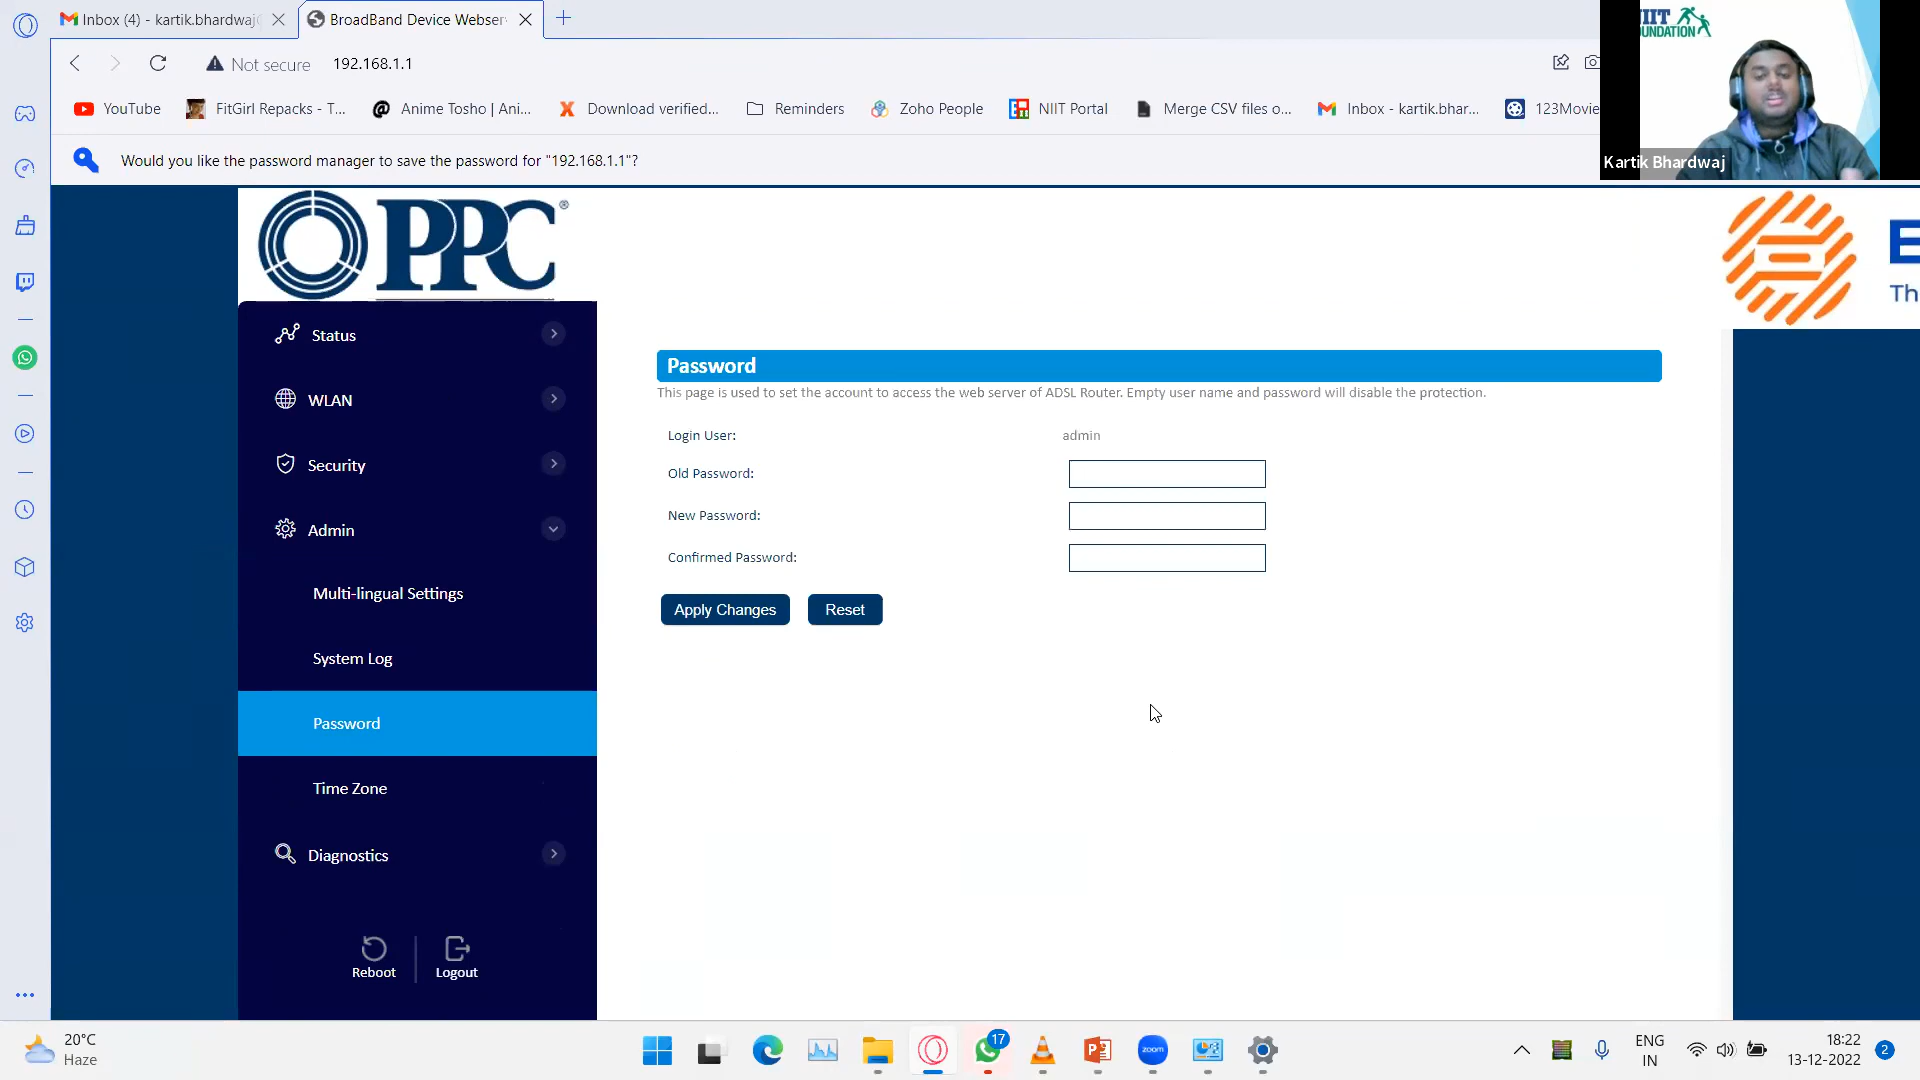 Inbox (4) - kartik.bhardwaj
BroadBand Device Webser
Not secure
192.168.1.1
YouTube
FitGirl Repacks - T...
Anime Tosho | Ani...
Download verified...
Reminders
Zoho People
NIIT Portal
Merge CSV files o...
Inbox - kartik.bhar...
123Movie
Would you like the password manager to save the password for "192.168.1.1"?
NIIT
FOUNDATION
Kartik Bhardwaj
PPC®
E
Th
Status
WLAN
Security
Admin
Multi-lingual Settings
System Log
Password
Time Zone
Diagnostics
Reboot
Logout
Password
This page is used to set the account to access the web server of ADSL Router. Empty user name and password will disable the protection.
Login User:
admin
Old Password:
New Password:
Confirmed Password:
Apply Changes
Reset
20°C
Haze
17
zoom
ENG
IN
18:22
13-12-2022
2